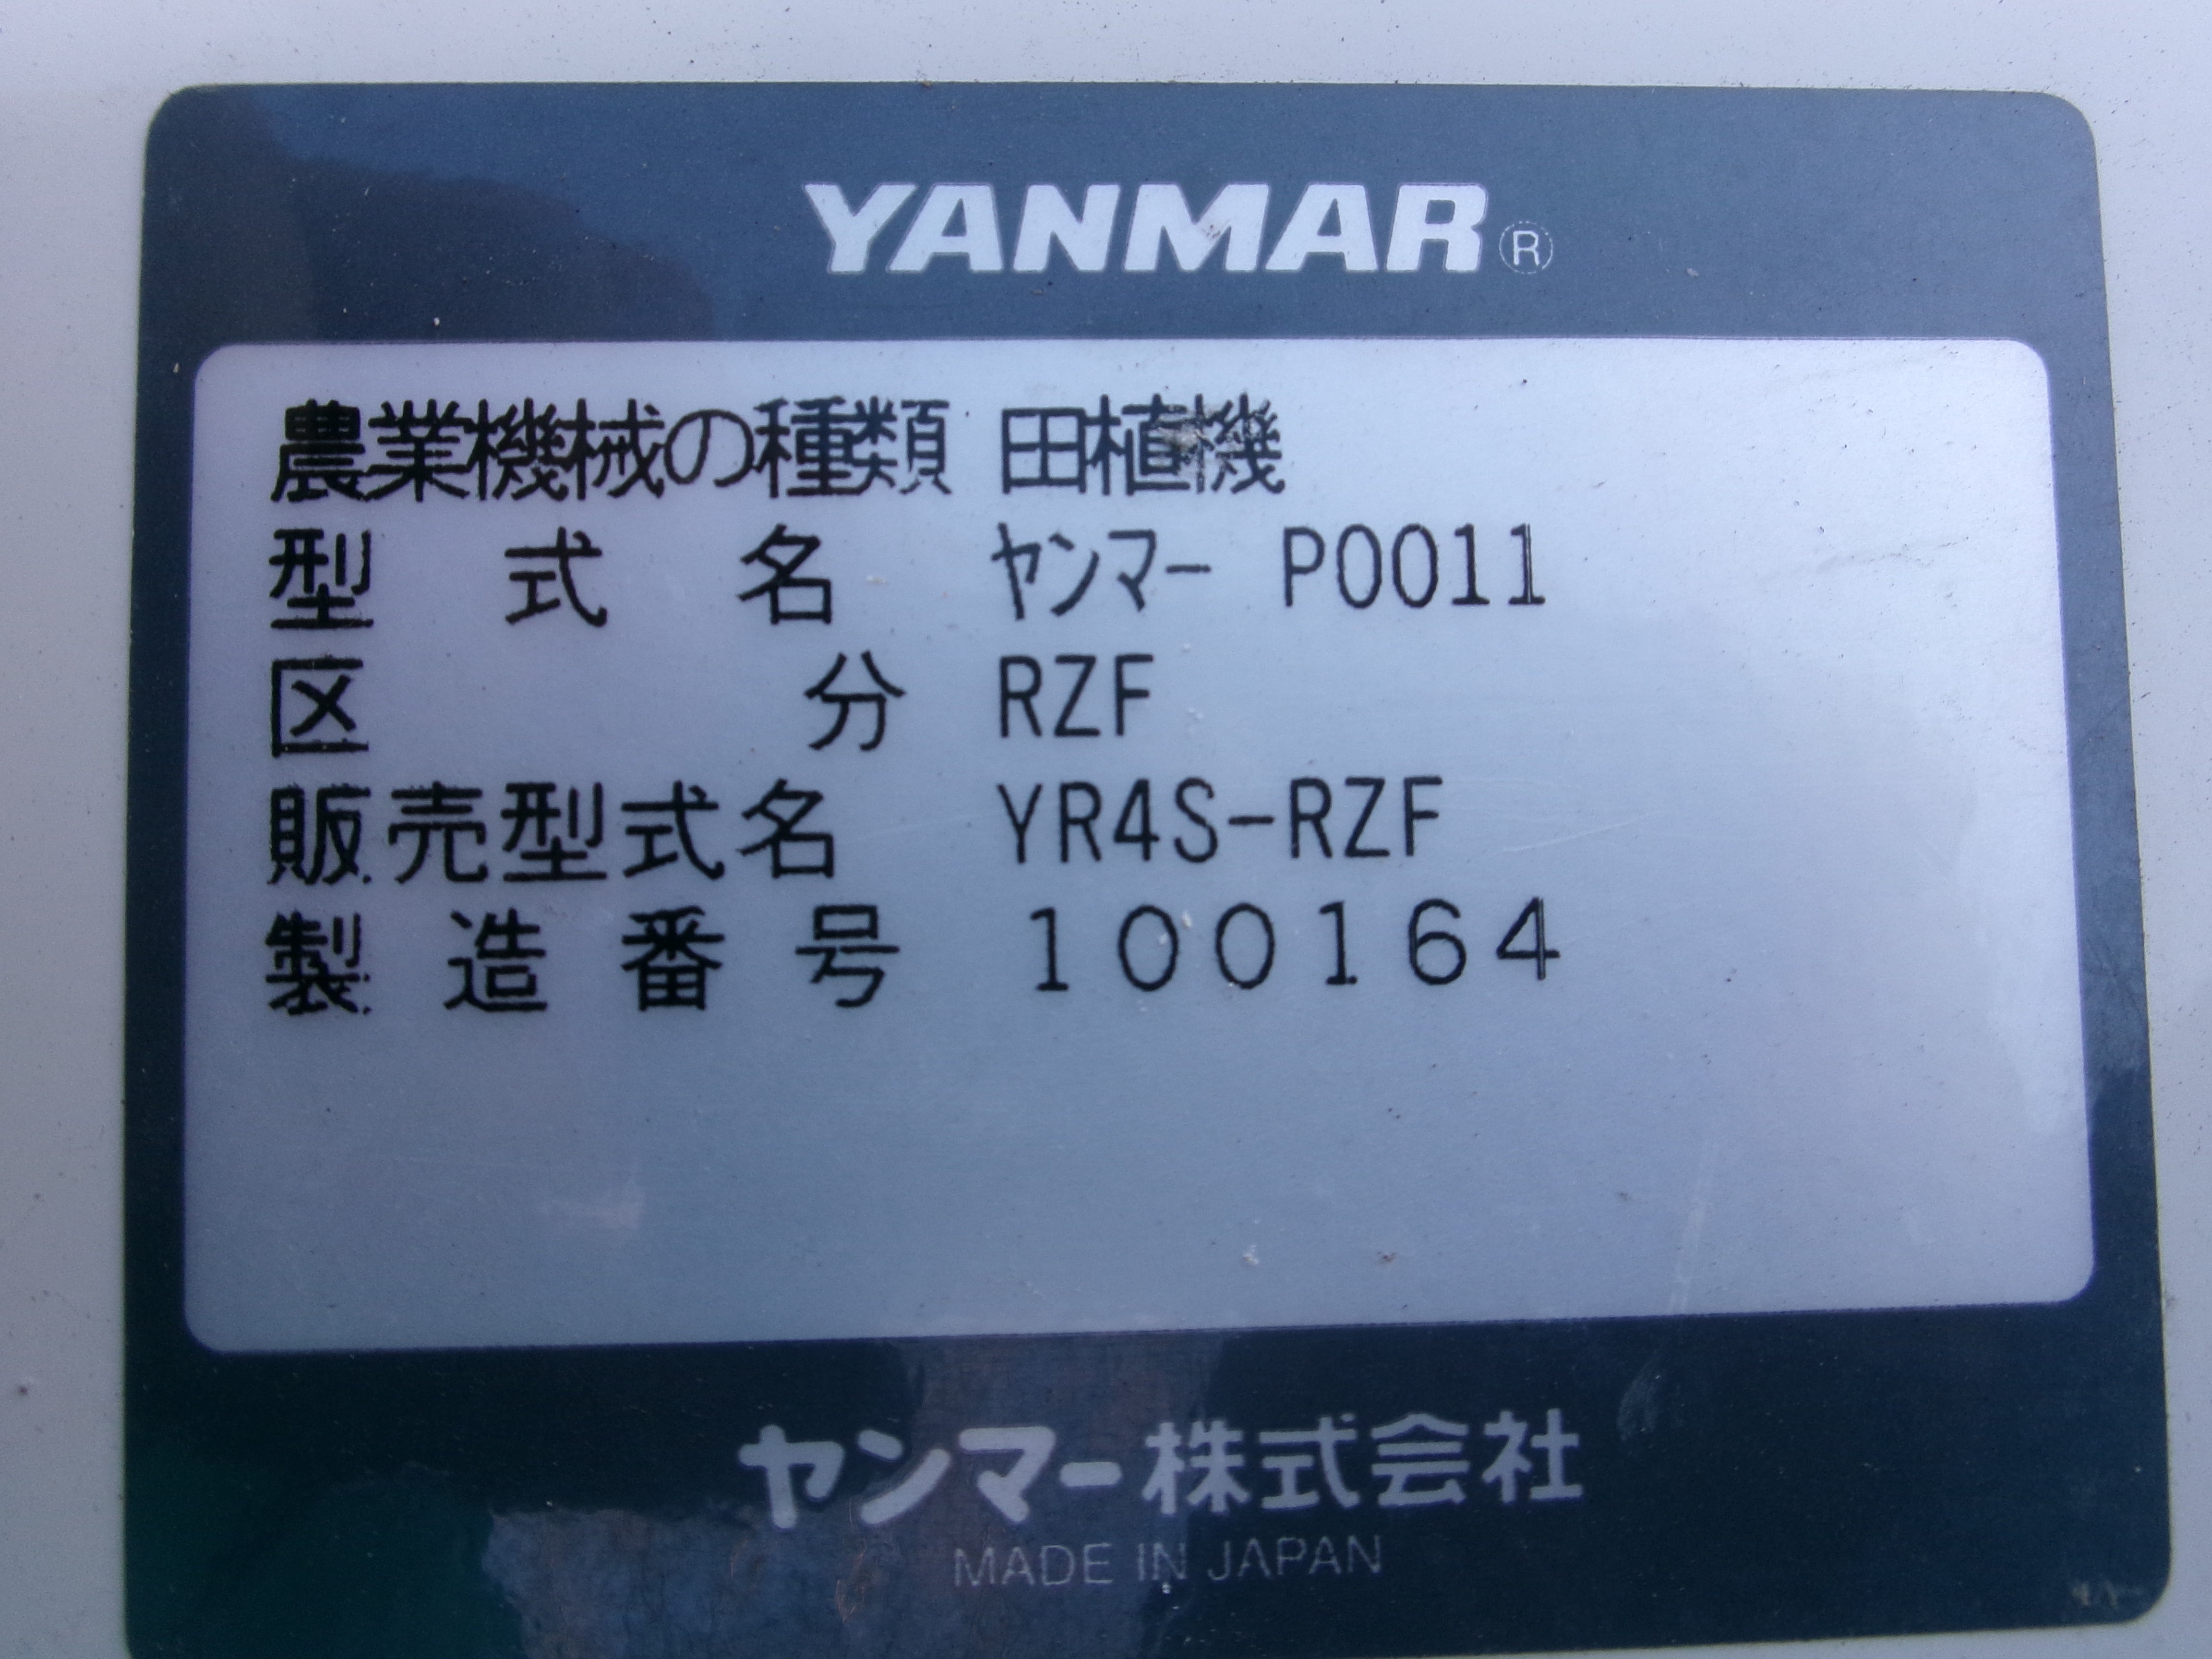 YANMAR®
農業機械の種類 田植機
型式名 ヤンマー P0011
区分 RZF
販売型式名 YR4S-RZF
製造番号 100164
ヤンマー株式会社
MADE IN JAPAN